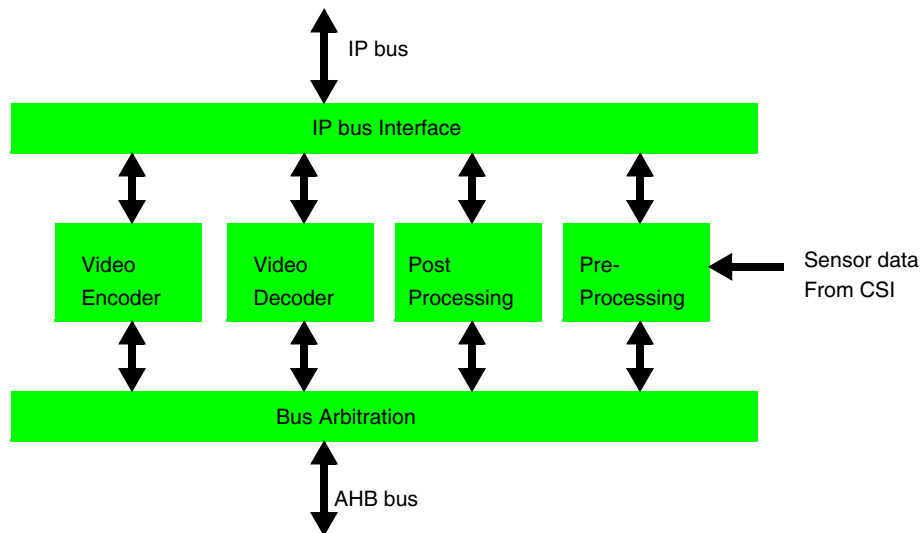 IP bus
IP bus Interface
Video
Encoder
Video
Decoder
Post
Processing
Pre-
Processing
Sensor data
From CSI
Bus Arbitration
AHB bus